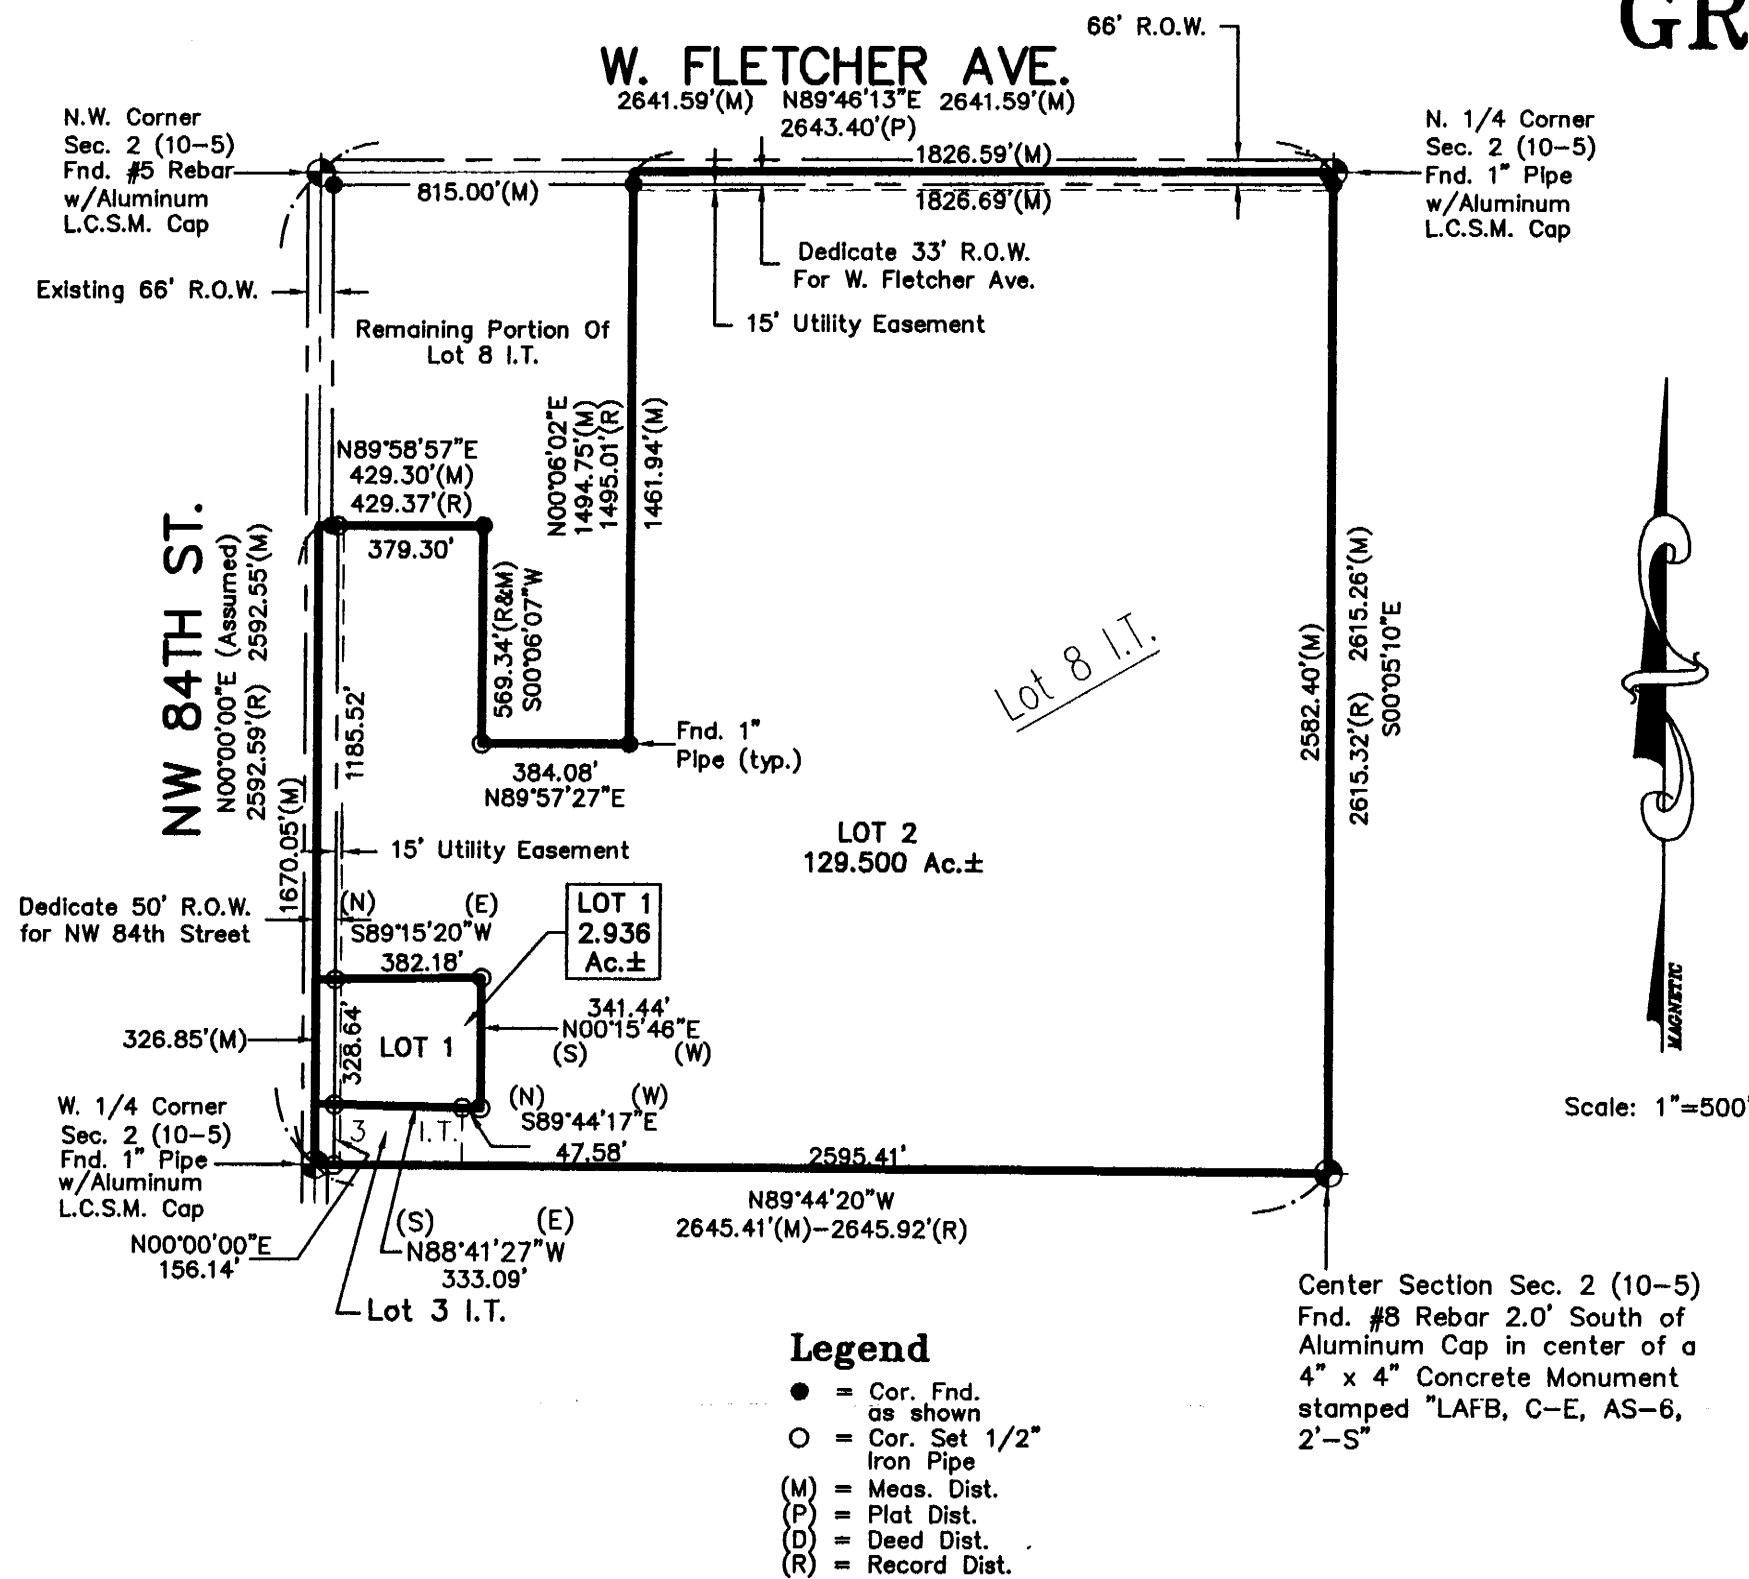 GR
66' R.O.W.
W. FLETCHER AVE.
2641.59'(M) N89°46'13"E 2641.59'(M)
2643.40'(P)
N.W. Corner
Sec. 2 (10-5)
Fnd. #5 Rebar
w/Aluminum
L.C.S.M. Cap
N. 1/4 Corner
Sec. 2 (10-5)
Fnd. 1" Pipe
w/Aluminum
L.C.S.M. Cap
1826.59'(M)
815.00'(M)
1826.69'(M)
Dedicate 33' R.O.W.
For W. Fletcher Ave.
Existing 66' R.O.W.
15' Utility Easement
Remaining Portion Of
Lot 8 I.T.
N00°06'02"E
1494.75'(M)
1495.01'(R)
1461.94'(M)
N89°58'57"E
429.30'(M)
429.37'(R)
379.30'
NW 84TH ST.
N00°00'00"E (Assumed)
2592.59'(R) 2592.55'(M)
569.34'(R&M)
S00°06'07"W
1185.52'
1670.05'(M)
Lot 8 I.T.
2582.40'(M)
2615.32'(R) 2615.26'(M)
S00°05'10"E
Fnd. 1"
Pipe (typ.)
384.08'
N89°57'27"E
LOT 2
129.500 Ac.±
15' Utility Easement
Dedicate 50' R.O.W.
for NW 84th Street
(N) (E)
S89°15'20"W
382.18'
LOT 1
2.936
Ac.±
341.44'
N00°15'46"E
(S) (W)
326.85'(M)
328.64'
LOT 1
MAGNETIC
Scale: 1"=500'
W. 1/4 Corner
Sec. 2 (10-5)
Fnd. 1" Pipe
w/Aluminum
L.C.S.M. Cap
(N) (W)
S89°44'17"E
47.58'
3 I.T.
2595.41'
N89°44'20"W
2645.41'(M)-2645.92'(R)
N00°00'00"E
156.14'
(S) (E)
N88°41'27"W
333.09'
Lot 3 I.T.
Center Section Sec. 2 (10-5)
Fnd. #8 Rebar 2.0' South of
Aluminum Cap in center of a
4" x 4" Concrete Monument
stamped "LAFB, C-E, AS-6,
2'-S"
Legend
● = Cor. Fnd.
as shown
○ = Cor. Set 1/2"
Iron Pipe
(M) = Meas. Dist.
(P) = Plat Dist.
(D) = Deed Dist.
(R) = Record Dist.